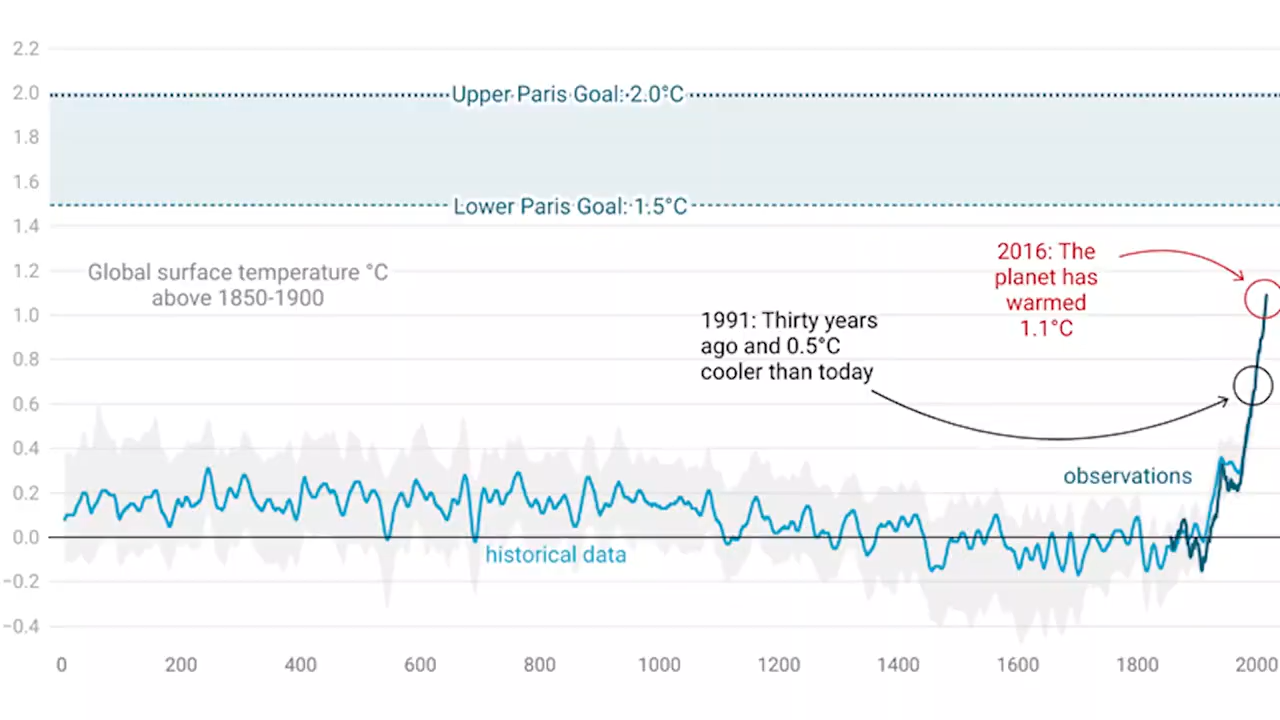 2.2
2.0
Upper Paris Goal: 2.0°C
1.8
1.6
Lower Paris Goal: 1.5°C
1.4
1.2
Global surface temperature °C
above 1850-1900
2016: The
planet has
warmed
1.1°C
1.0
1991: Thirty years
ago and 0.5°C
cooler than today
0.8
0.6
0.4
observations
0.2
0.0
historical data
−0.2
−0.4
0 200 400 600 800 1000 1200 1400 1600 1800 2000